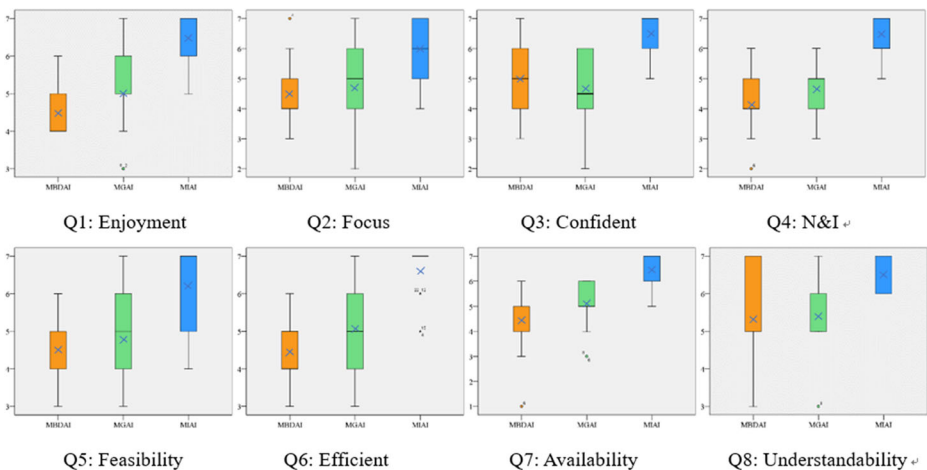 7 7 7 7
6 6 6 6
5 5 5 5
4 4 4 4
3 3 3 3
2 2 2
MBDAI MGAI MIAI MBDAI MGAI MIAI MBDAI MGAI MIAI MBDAI MGAI MIAI
Q1: Enjoyment Q2: Focus Q3: Confident Q4: N&I
7 7 7 7
6 6 6 6
5 5 5 5
4 4 4 4
3 3 3 3
2
1
MBDAI MGAI MIAI MBDAI MGAI MIAI MBDAI MGAI MIAI MBDAI MGAI MIAI
Q5: Feasibility Q6: Efficient Q7: Availability Q8: Understandability